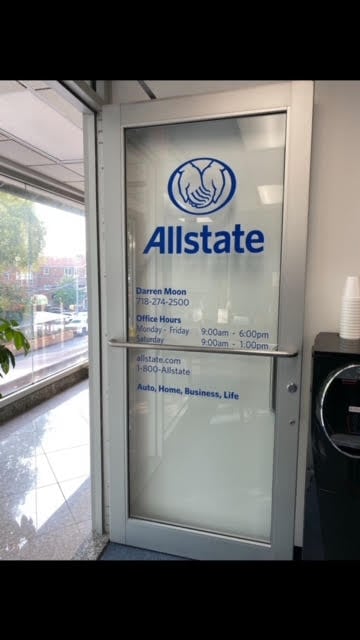 Allstate
Darren Moon
718-274-2500
Office Hours
Monday - Friday 9:00am - 6:00pm
Saturday 9:00am - 1:00pm
allstate.com
1-800-Allstate
Auto, Home, Business, Life